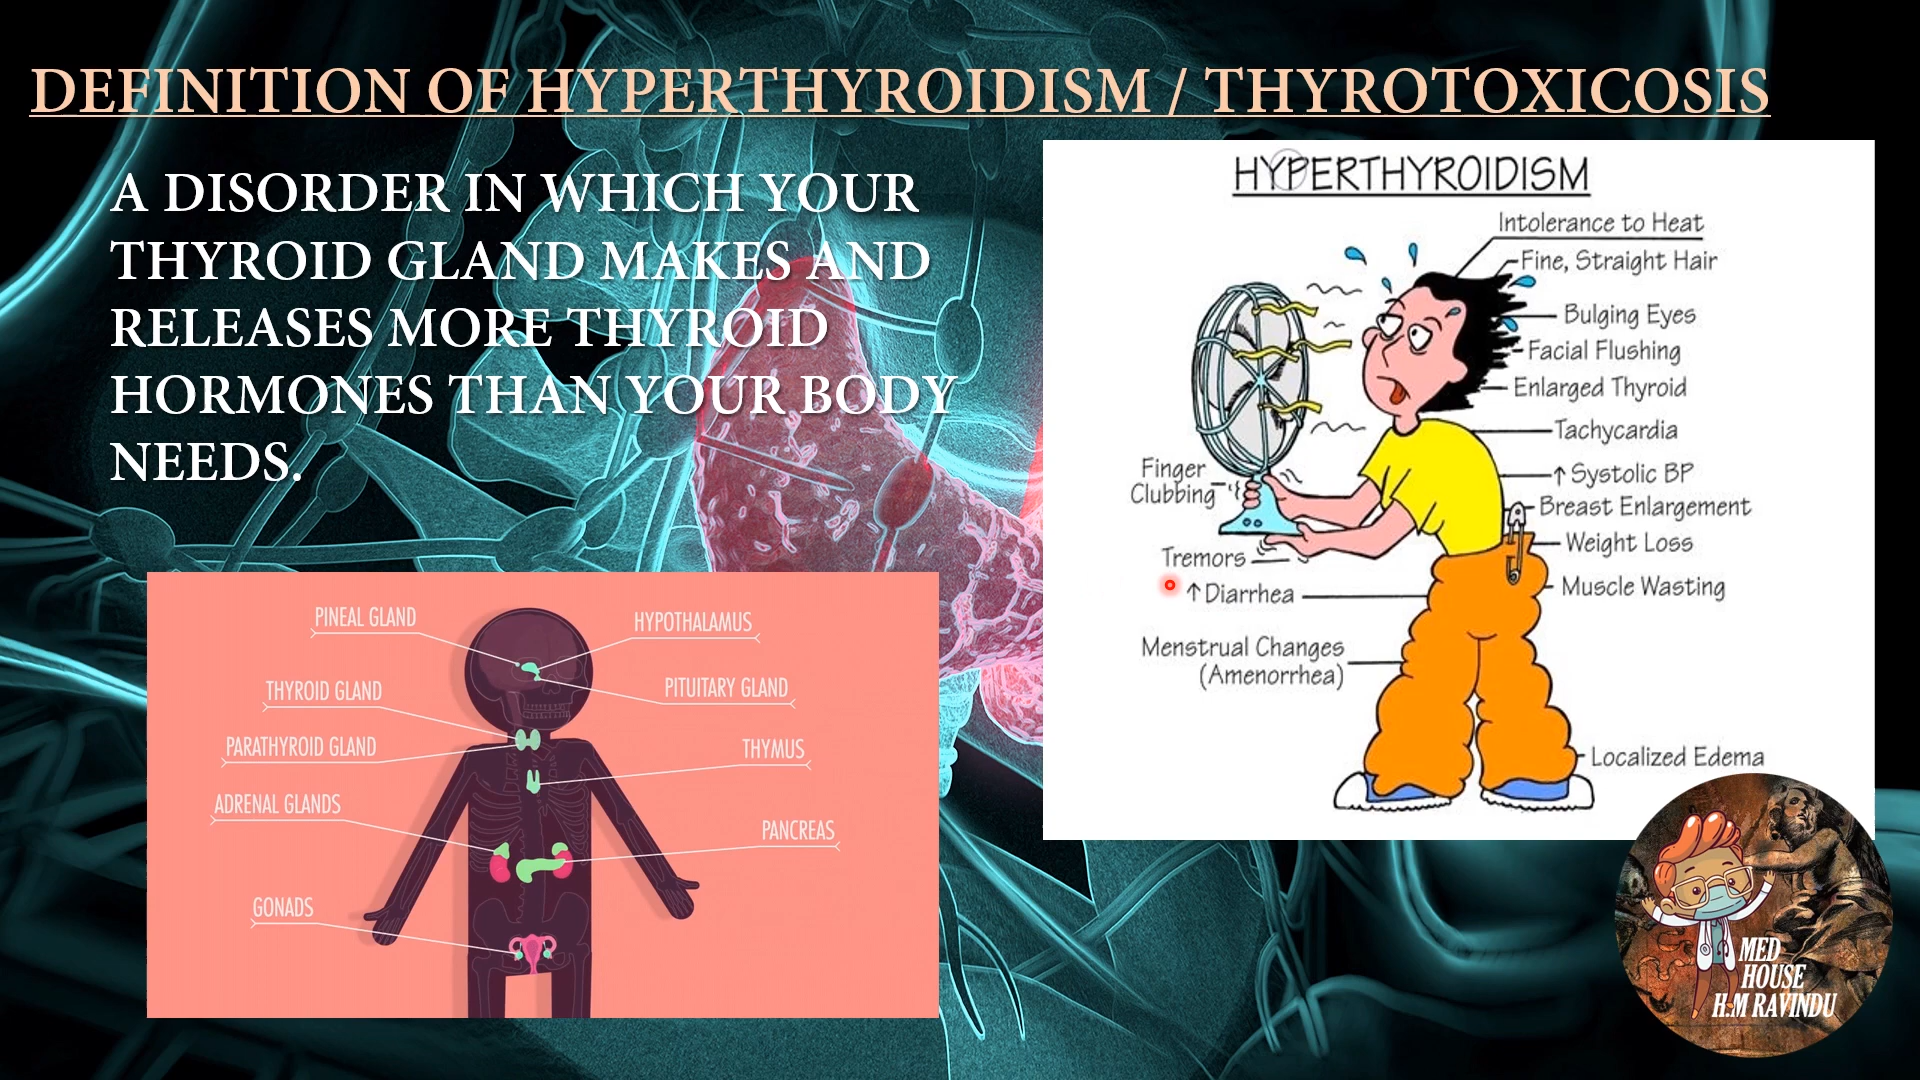 DEFINITION OF HYPERTHYROIDISM / THYROTOXICOSIS
A DISORDER IN WHICH YOUR
THYROID GLAND MAKES AND
RELEASES MORE THYROID
HORMONES THAN YOUR BODY
NEEDS.
PINEAL GLAND
HYPOTHALAMUS
THYROID GLAND
PITUITARY GLAND
PARATHYROID GLAND
THYMUS
ADRENAL GLANDS
PANCREAS
GONADS
HYPERTHYROIDISM
Intolerance to Heat
Fine, Straight Hair
Bulging Eyes
Facial Flushing
Enlarged Thyroid
Tachycardia
↑ Systolic BP
Breast Enlargement
Weight Loss
Muscle Wasting
Localized Edema
Finger
Clubbing
Tremors
↑ Diarrhea
Menstrual Changes
(Amenorrhea)
MED
HOUSE
H.M RAVINDU